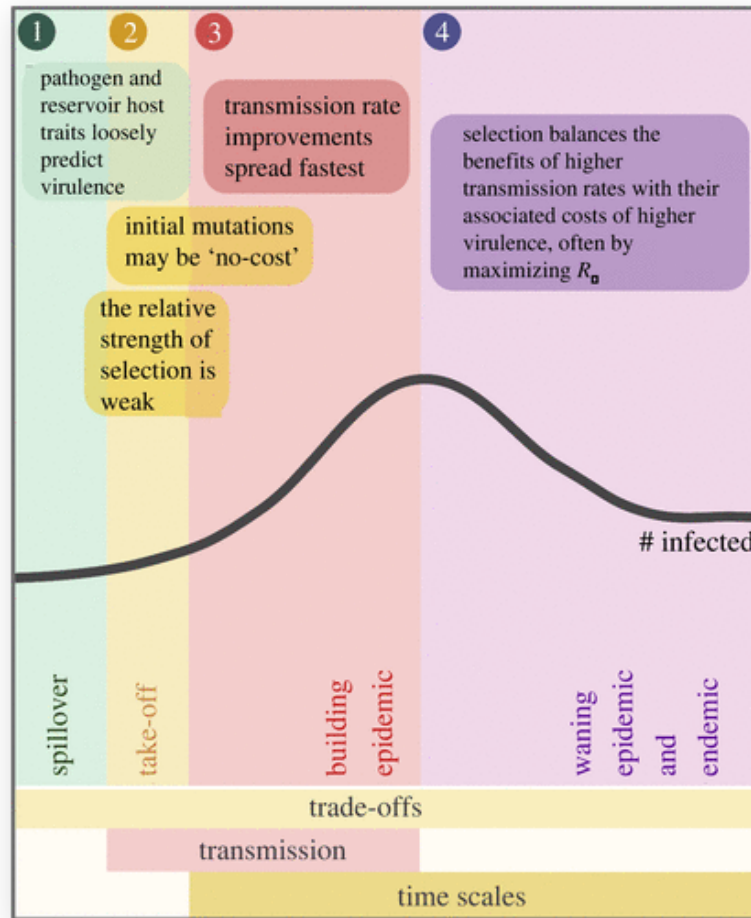 1
2
3
4
pathogen and
reservoir host
traits loosely
predict
virulence
transmission rate
improvements
spread fastest
selection balances the
benefits of higher
transmission rates with their
associated costs of higher
virulence, often by
maximizing R₀
initial mutations
may be ‘no-cost’
the relative
strength of
selection is
weak
# infected
spillover
take-off
building
epidemic
waning
epidemic
and
endemic
trade-offs
transmission
time scales